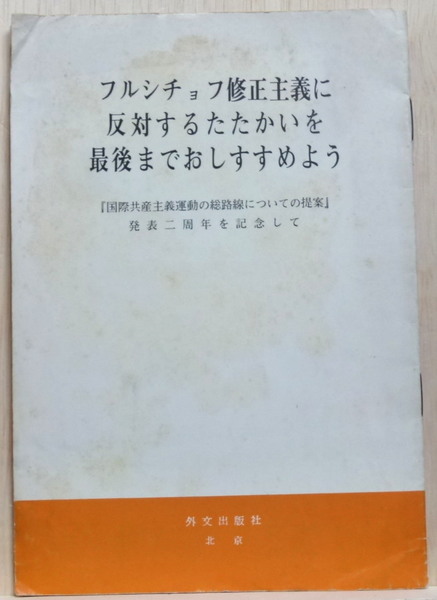 フルシチョフ修正主義に
反対するたたかいを
最後までおしすすめよう
『国際共産主義運動の総路線についての提案』
発表二周年を記念して
外文出版社
北京